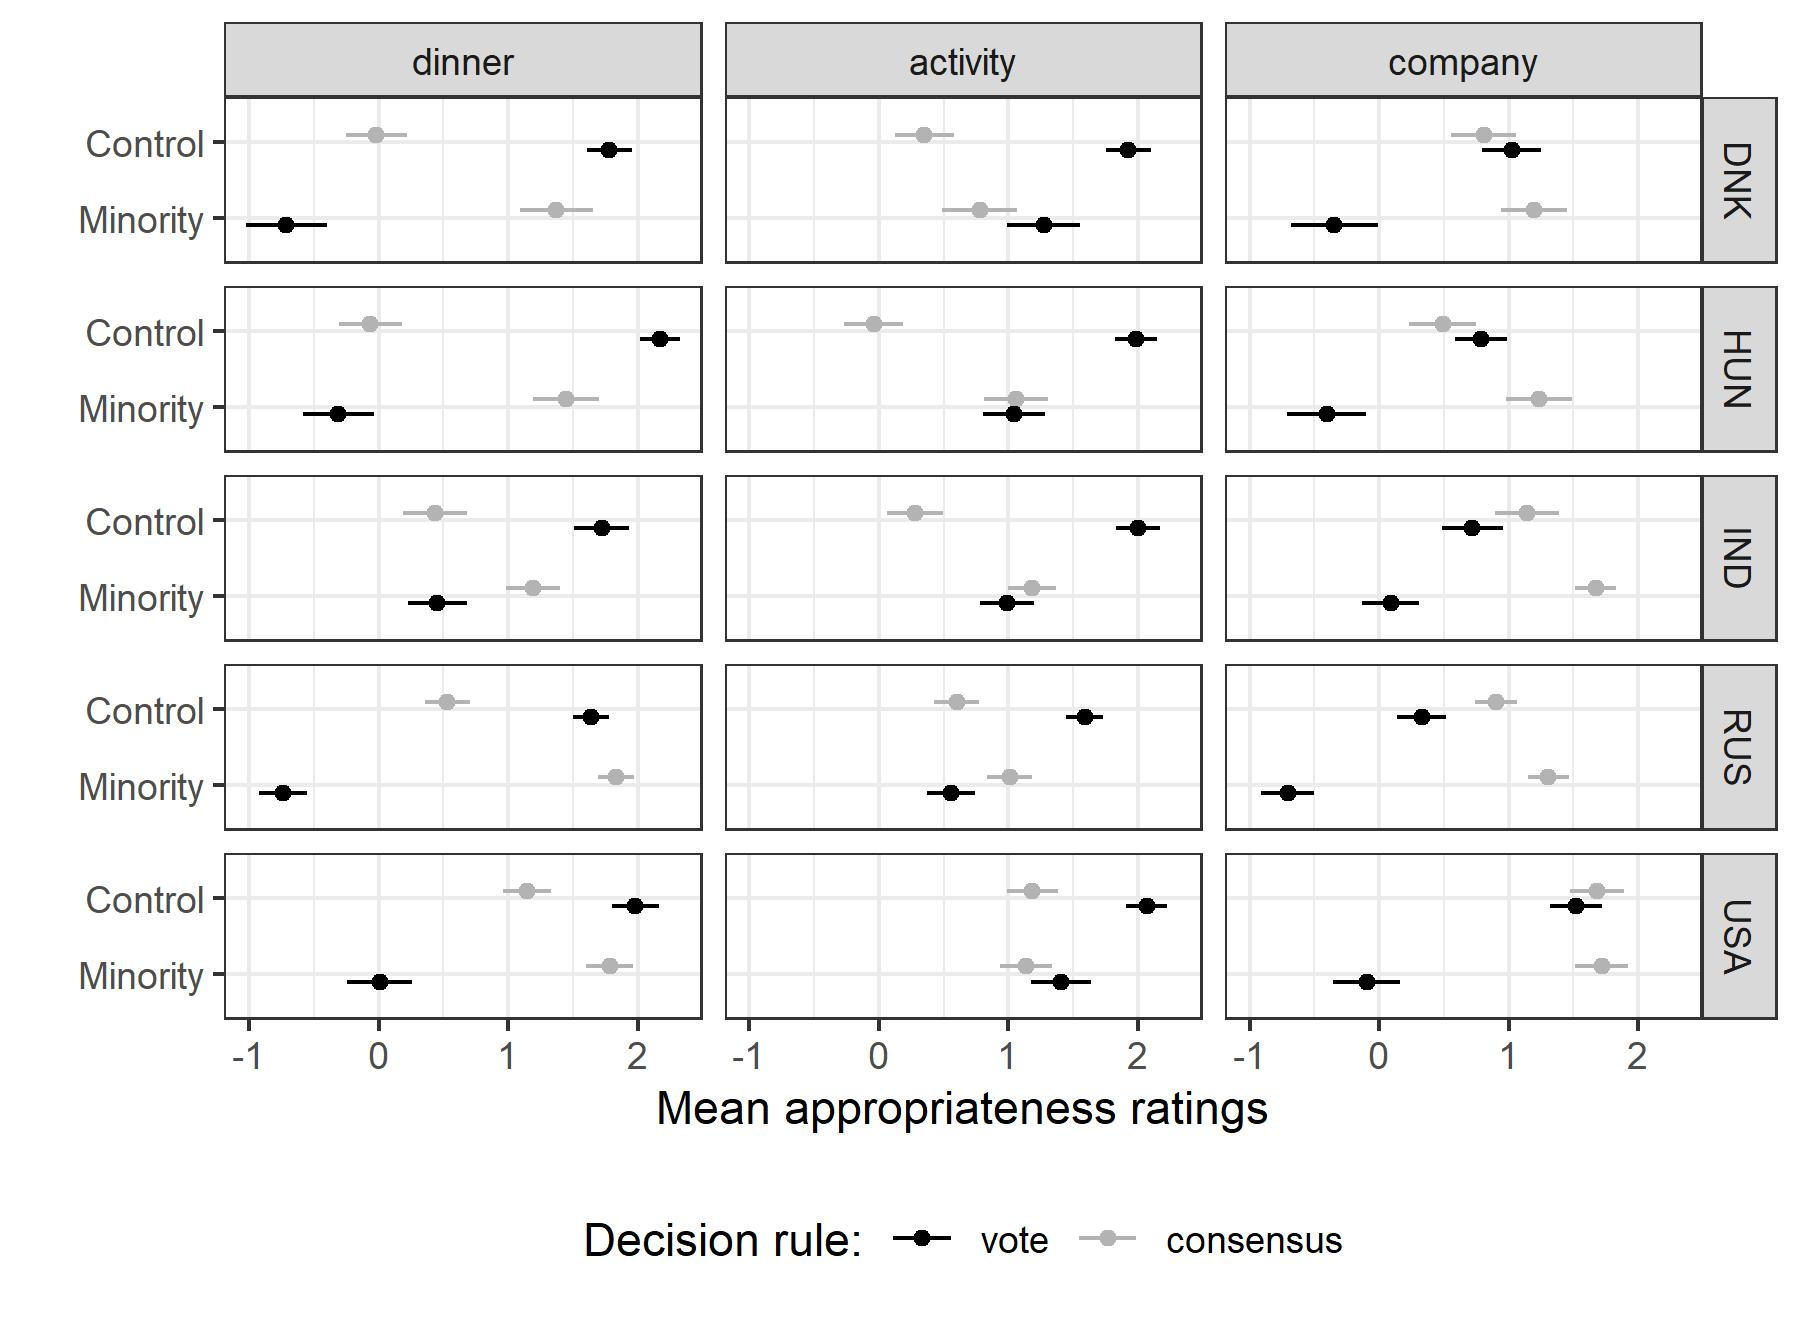 dinner activity company
Control
Minority
DNK
Control
Minority
HUN
Control
Minority
IND
Control
Minority
RUS
Control
Minority
USA
-1 0 1 2 -1 0 1 2 -1 0 1 2
Mean appropriateness ratings
Decision rule: vote consensus